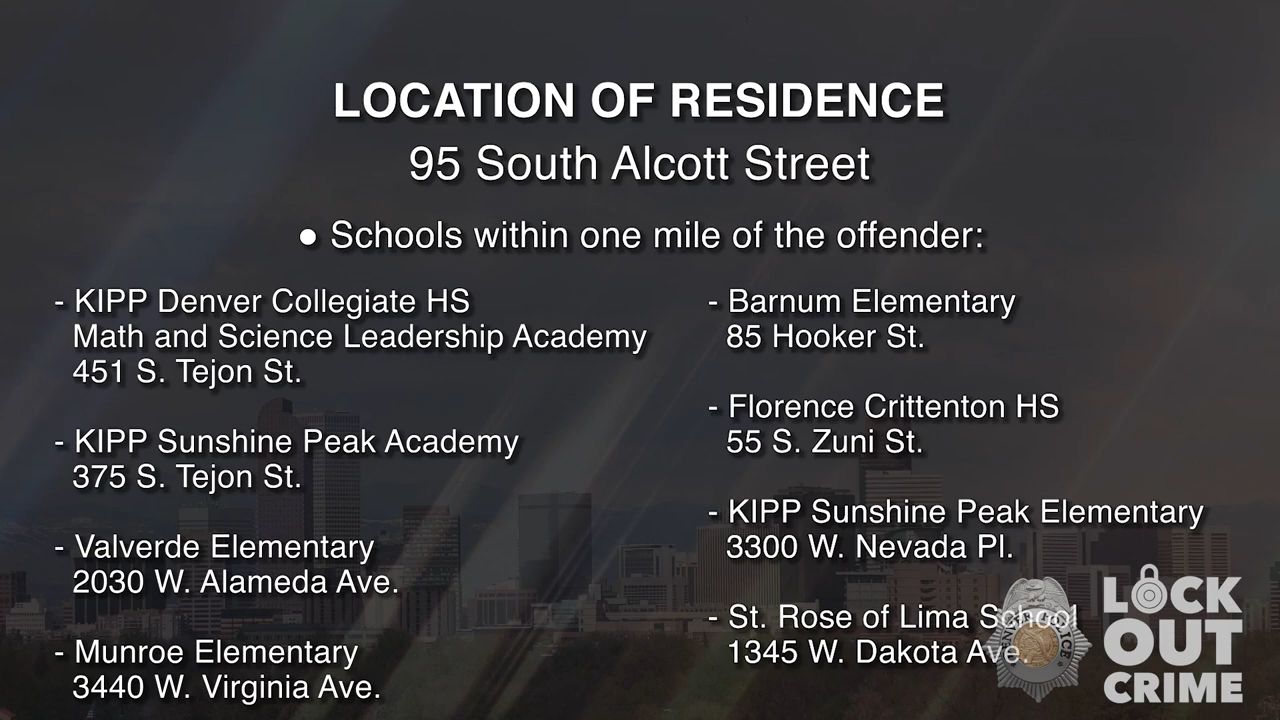 LOCATION OF RESIDENCE
95 South Alcott Street
● Schools within one mile of the offender:
- KIPP Denver Collegiate HS
Math and Science Leadership Academy
451 S. Tejon St.
- KIPP Sunshine Peak Academy
375 S. Tejon St.
- Valverde Elementary
2030 W. Alameda Ave.
- Munroe Elementary
3440 W. Virginia Ave.
- Barnum Elementary
85 Hooker St.
- Florence Crittenton HS
55 S. Zuni St.
- KIPP Sunshine Peak Elementary
3300 W. Nevada Pl.
- St. Rose of Lima School
1345 W. Dakota Ave.
LOCK
OUT
CRIME